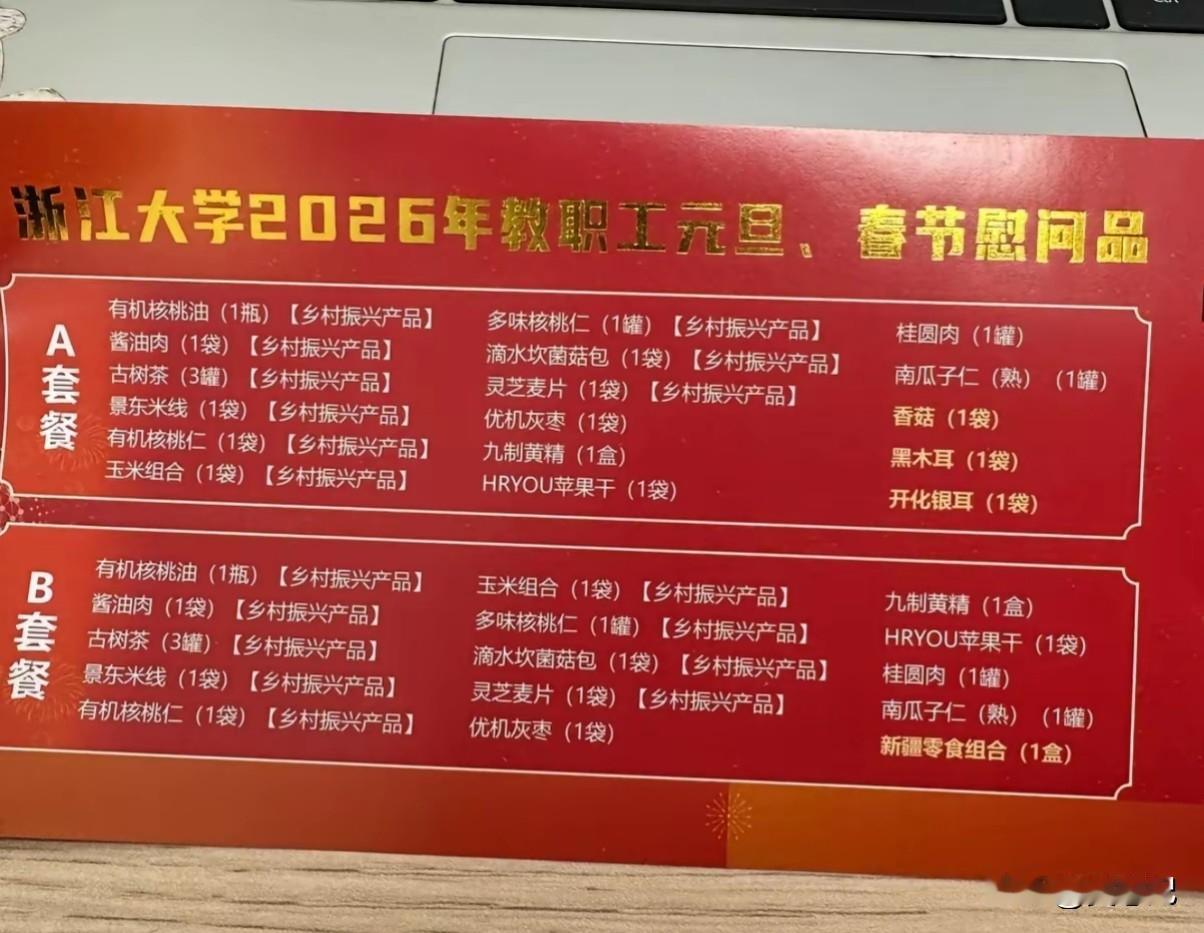 浙江大学2026年教职工元旦、春节慰问品
A套餐
有机核桃油（1瓶）【乡村振兴产品】
酱油肉（1袋）【乡村振兴产品】
古树茶（3罐）【乡村振兴产品】
景东米线（1袋）【乡村振兴产品】
有机核桃仁（1袋）【乡村振兴产品】
玉米组合（1袋）【乡村振兴产品】
多味核桃仁（1罐）【乡村振兴产品】
滴水坎菌菇包（1袋）【乡村振兴产品】
灵芝麦片（1袋）【乡村振兴产品】
优机灰枣（1袋）
九制黄精（1盒）
HRYOU苹果干（1袋）
桂圆肉（1罐）
南瓜子仁（熟）（1罐）
香菇（1袋）
黑木耳（1袋）
开化银耳（1袋）
B套餐
有机核桃油（1瓶）【乡村振兴产品】
酱油肉（1袋）【乡村振兴产品】
古树茶（3罐）【乡村振兴产品】
景东米线（1袋）【乡村振兴产品】
有机核桃仁（1袋）【乡村振兴产品】
玉米组合（1袋）【乡村振兴产品】
多味核桃仁（1罐）【乡村振兴产品】
滴水坎菌菇包（1袋）【乡村振兴产品】
灵芝麦片（1袋）【乡村振兴产品】
优机灰枣（1袋）
九制黄精（1盒）
HRYOU苹果干（1袋）
桂圆肉（1罐）
南瓜子仁（熟）（1罐）
新疆零食组合（1盒）